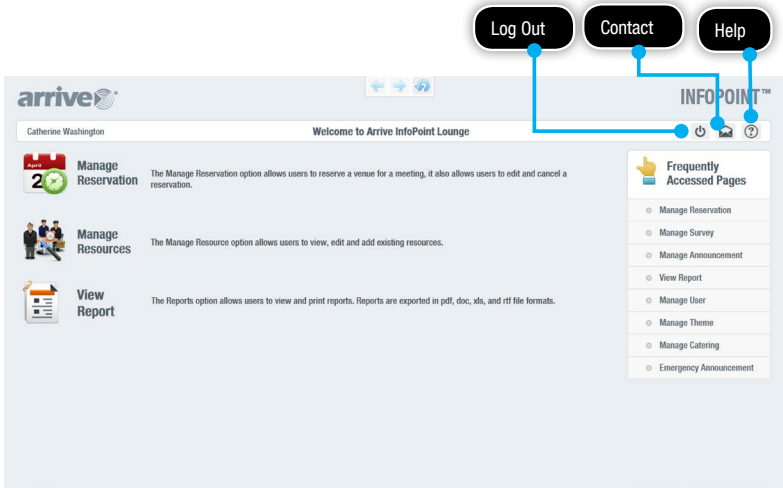 Log Out Contact Help
arrive
INFOPOINT™
Catherine Washington Welcome to Arrive InfoPoint Lounge
April
2
Manage
Reservation
The Manage Reservation option allows users to reserve a venue for a meeting, it also allows users to edit and cancel a
reservation.
Manage
Resources
The Manage Resource option allows users to view, edit and add existing resources.
View
Report
The Reports option allows users to view and print reports. Reports are exported in pdf, doc, xls, and rtf file formats.
Frequently
Accessed Pages
Manage Reservation
Manage Survey
Manage Announcement
View Report
Manage User
Manage Theme
Manage Catering
Emergency Announcement